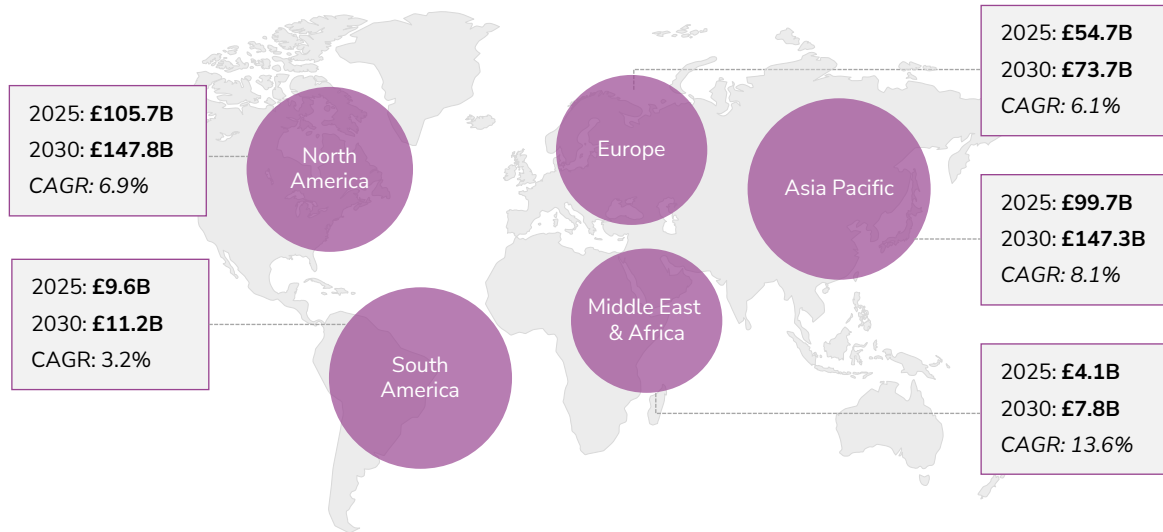 2025: £54.7B
2030: £73.7B
CAGR: 6.1%
2025: £105.7B
2030: £147.8B
CAGR: 6.9%
North
America
Europe
Asia Pacific
2025: £99.7B
2030: £147.3B
CAGR: 8.1%
2025: £9.6B
2030: £11.2B
CAGR: 3.2%
Middle East
& Africa
South
America
2025: £4.1B
2030: £7.8B
CAGR: 13.6%